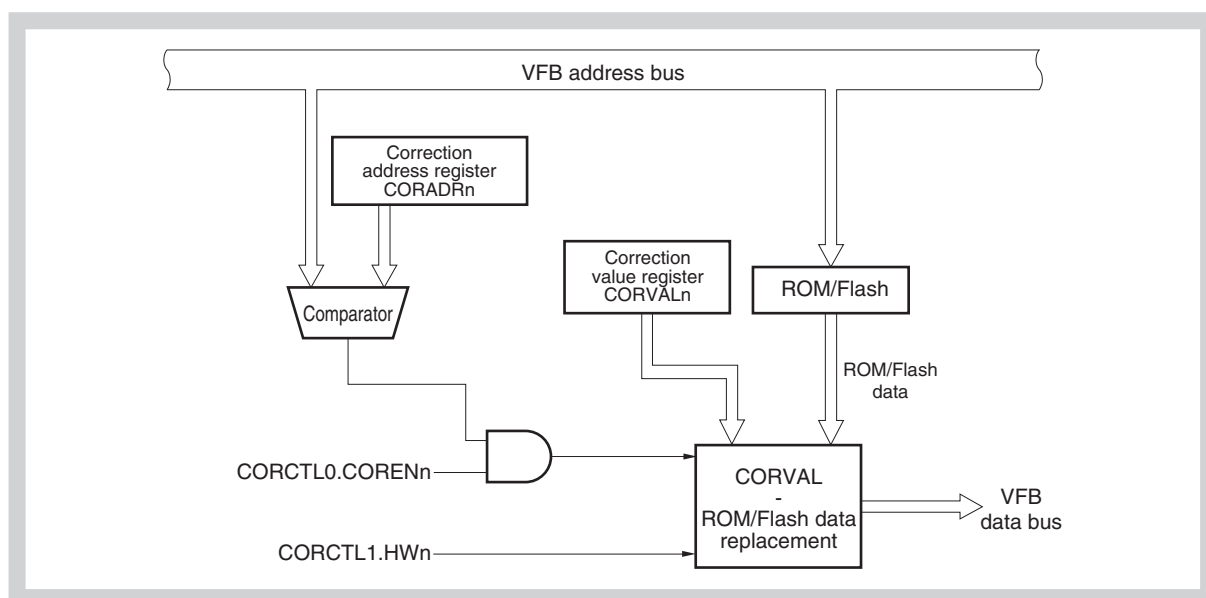 VFB address bus
Correction
address register
CORADRn
Correction
value register
CORVALn
ROM/Flash
Comparator
ROM/Flash
data
CORCTL0.CORENn
CORVAL
-
ROM/Flash data
replacement
VFB
data bus
CORCTL1.HWn